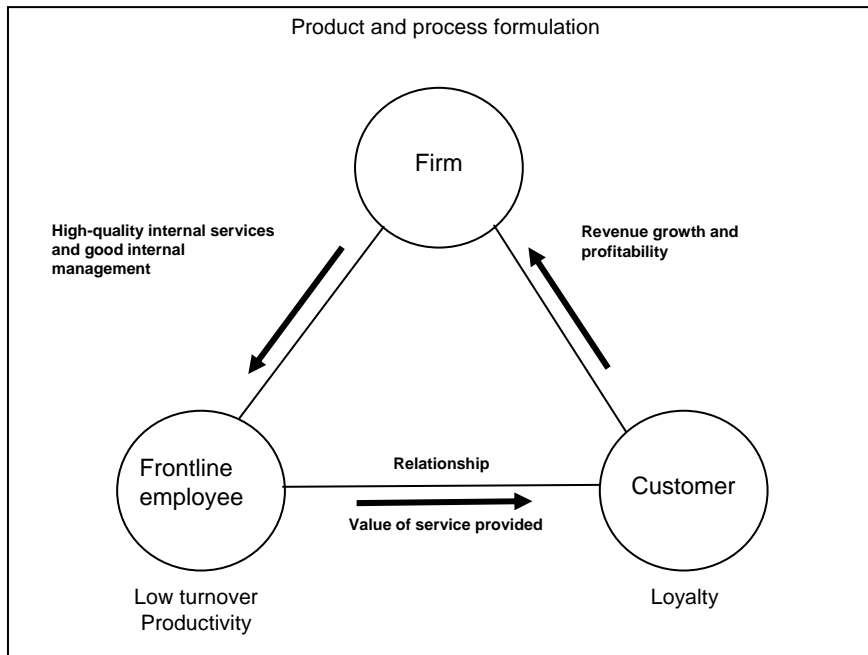 Product and process formulation
Firm
High-quality internal services
and good internal
management
Revenue growth and
profitability
Frontline
employee
Relationship
Value of service provided
Customer
Low turnover
Productivity
Loyalty